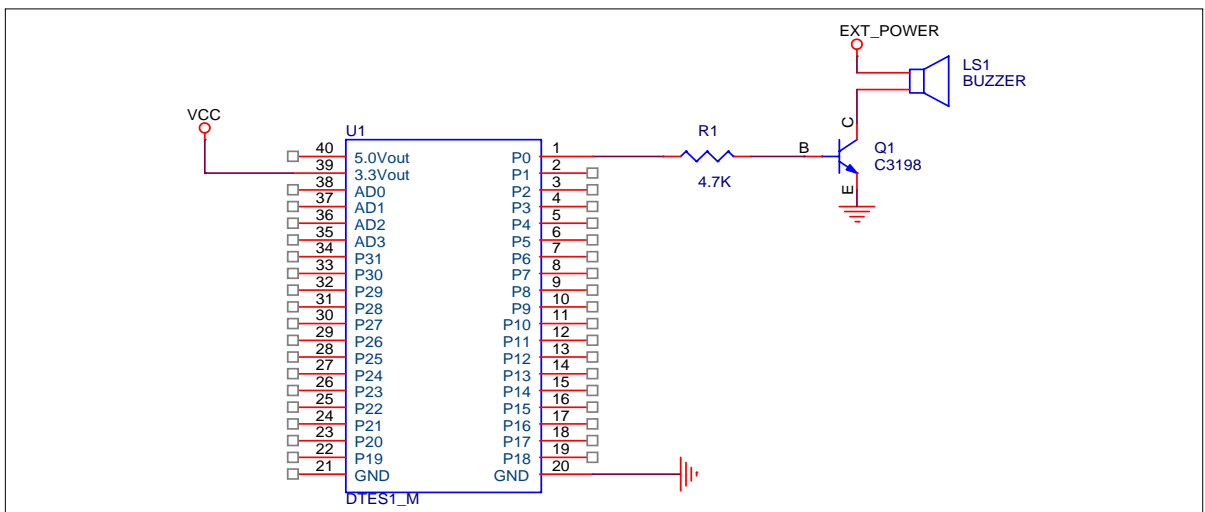 EXT_POWER
LS1
BUZZER
VCC
U1
R1
4.7K
B
C
E
Q1
C3198
40 5.0Vout P0 1
39 3.3Vout P1 2
38 AD0 P2 3
37 AD1 P3 4
36 AD2 P4 5
35 AD3 P5 6
34 P31 P6 7
33 P30 P7 8
32 P29 P8 9
31 P28 P9 10
30 P27 P10 11
29 P26 P11 12
28 P25 P12 13
27 P24 P13 14
26 P23 P14 15
25 P22 P15 16
24 P21 P16 17
23 P20 P17 18
22 P19 P18 19
21 GND GND 20
DTES1_M